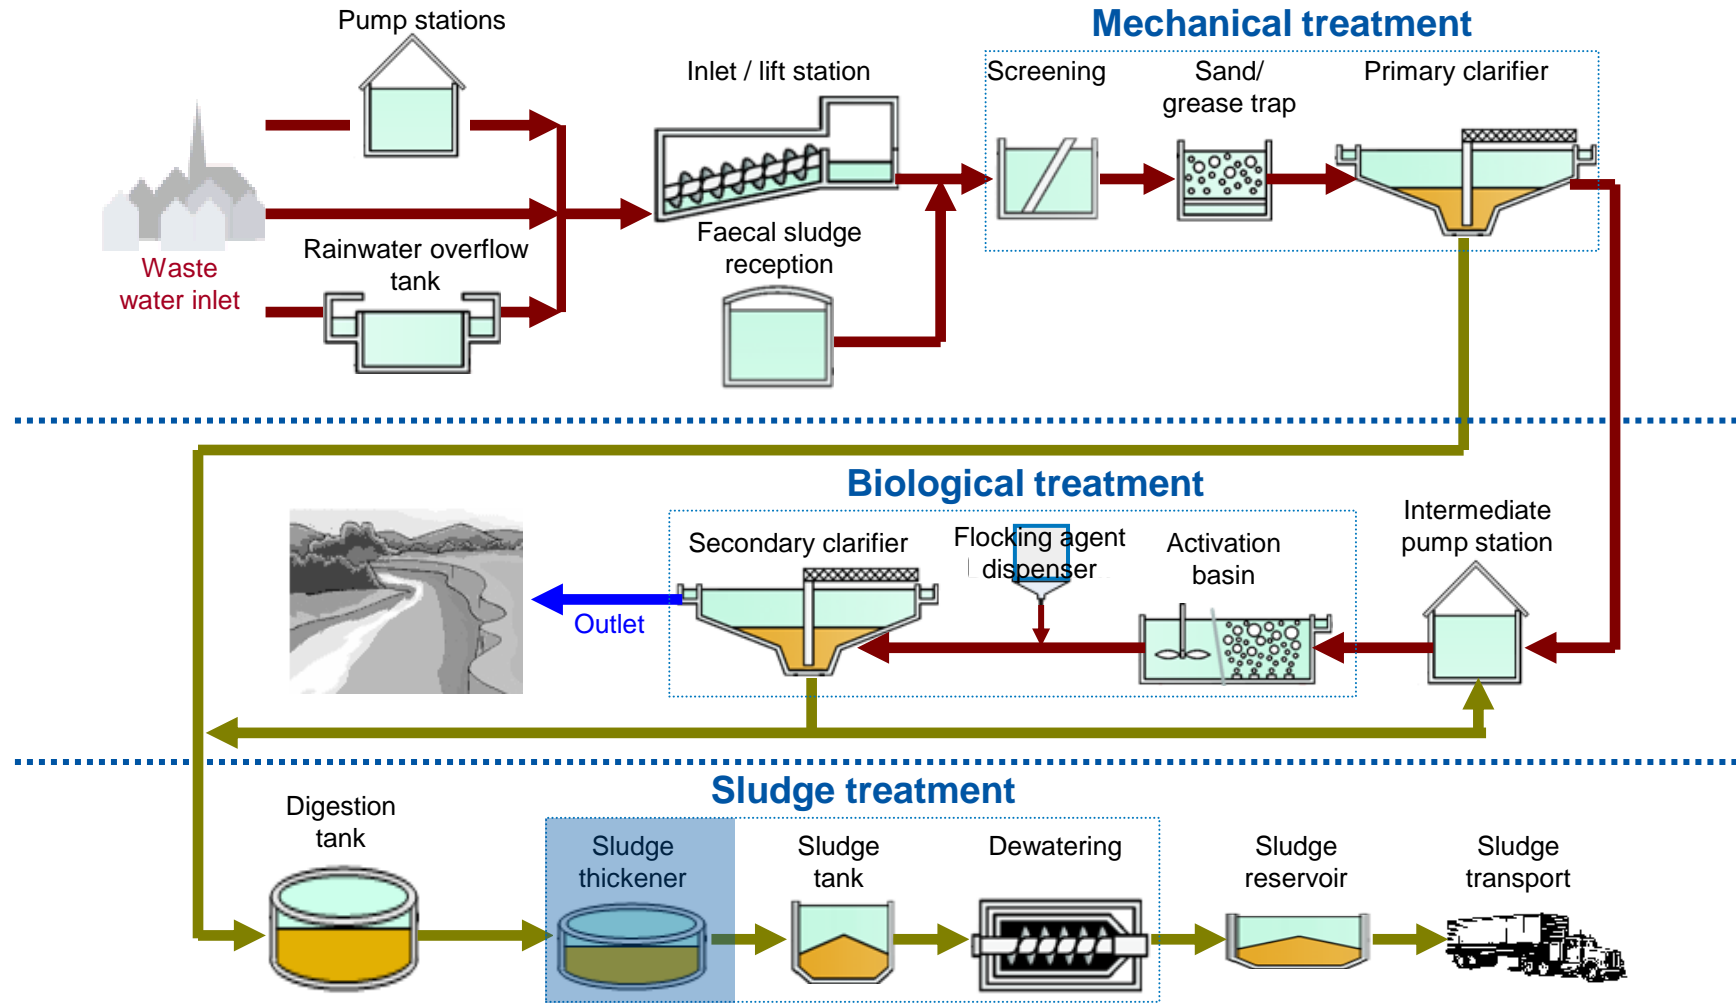 Mechanical treatment
Pump stations
Inlet / lift station
Screening
Sand/
grease trap
Primary clarifier
Waste
water inlet
Rainwater overflow
tank
Faecal sludge
reception
Biological treatment
Secondary clarifier
Flocking agent
dispenser
Activation
basin
Intermediate
pump station
Outlet
Sludge treatment
Digestion
tank
Sludge
thickener
Sludge
tank
Dewatering
Sludge
reservoir
Sludge
transport